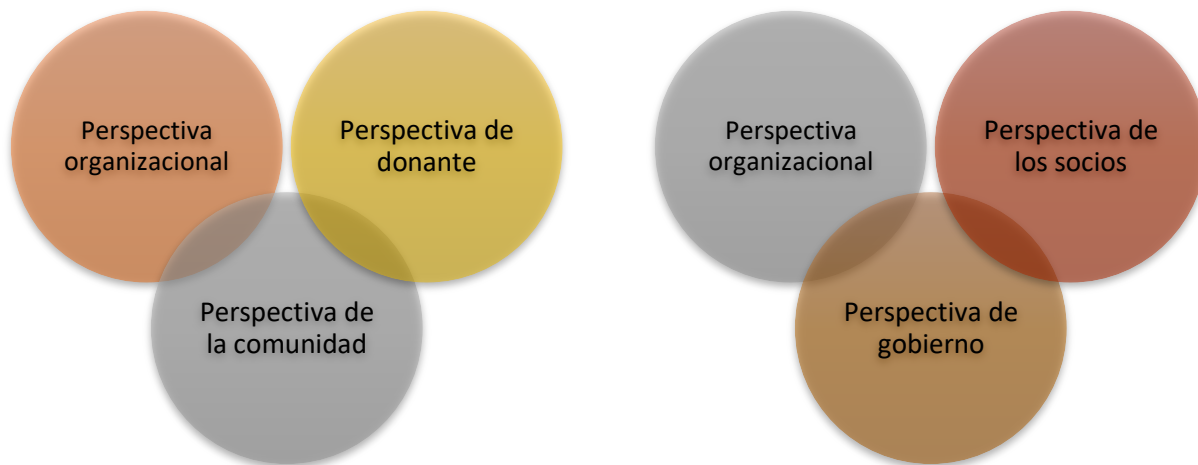 Perspectiva
organizacional
Perspectiva de
donante
Perspectiva de
la comunidad
Perspectiva
organizacional
Perspectiva de
los socios
Perspectiva de
gobierno